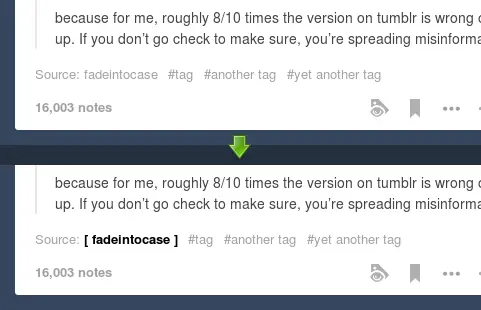 because for me, roughly 8/10 times the version on tumblr is wrong
up. If you don't go check to make sure, you're spreading
Source: fadeintocase #tag #another tag #yet another tag
16,003 notes
because for me, roughly 8/10 times the version on tumblr is wrong
up. If you don't go check to make sure, you're spreading
Source: [ fadeintocase ] #tag #another tag #yet another tag
16,003 notes